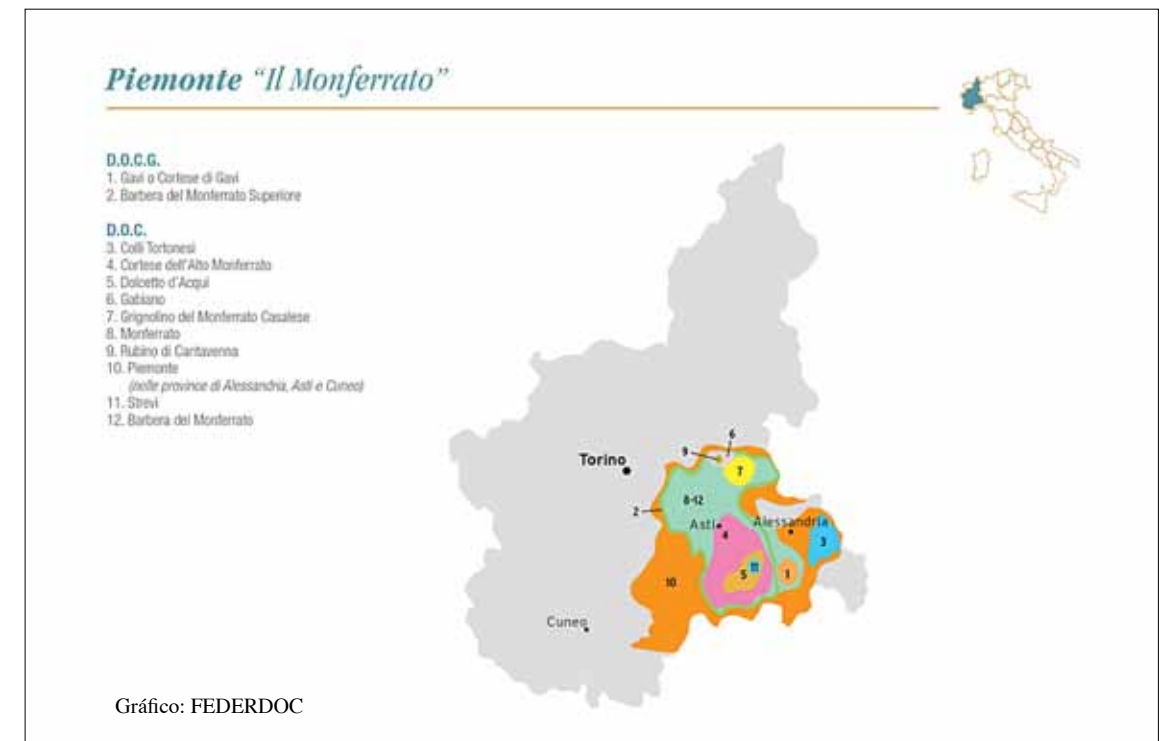 Piemonte “Il Monferrato”
D.O.C.G.
1. Gavi o Cortese di Gavi
2. Barbera del Monferrato Superiore
D.O.C.
3. Colli Tortonesi
4. Cortese dell'Alto Monferrato
5. Dolcetto d'Acqui
6. Gabiano
7. Grignolino del Monferrato Casalese
8. Monferrato
9. Rubino di Cantavenna
10. Piemonte
(nelle province di Alessandria, Asti e Cuneo)
11. Strevi
12. Barbera del Monferrato
6
9
Torino
7
8-12
2
Asti
Alessandria
4
3
11
5
1
10
Cuneo
Gráfico: FEDERDOC